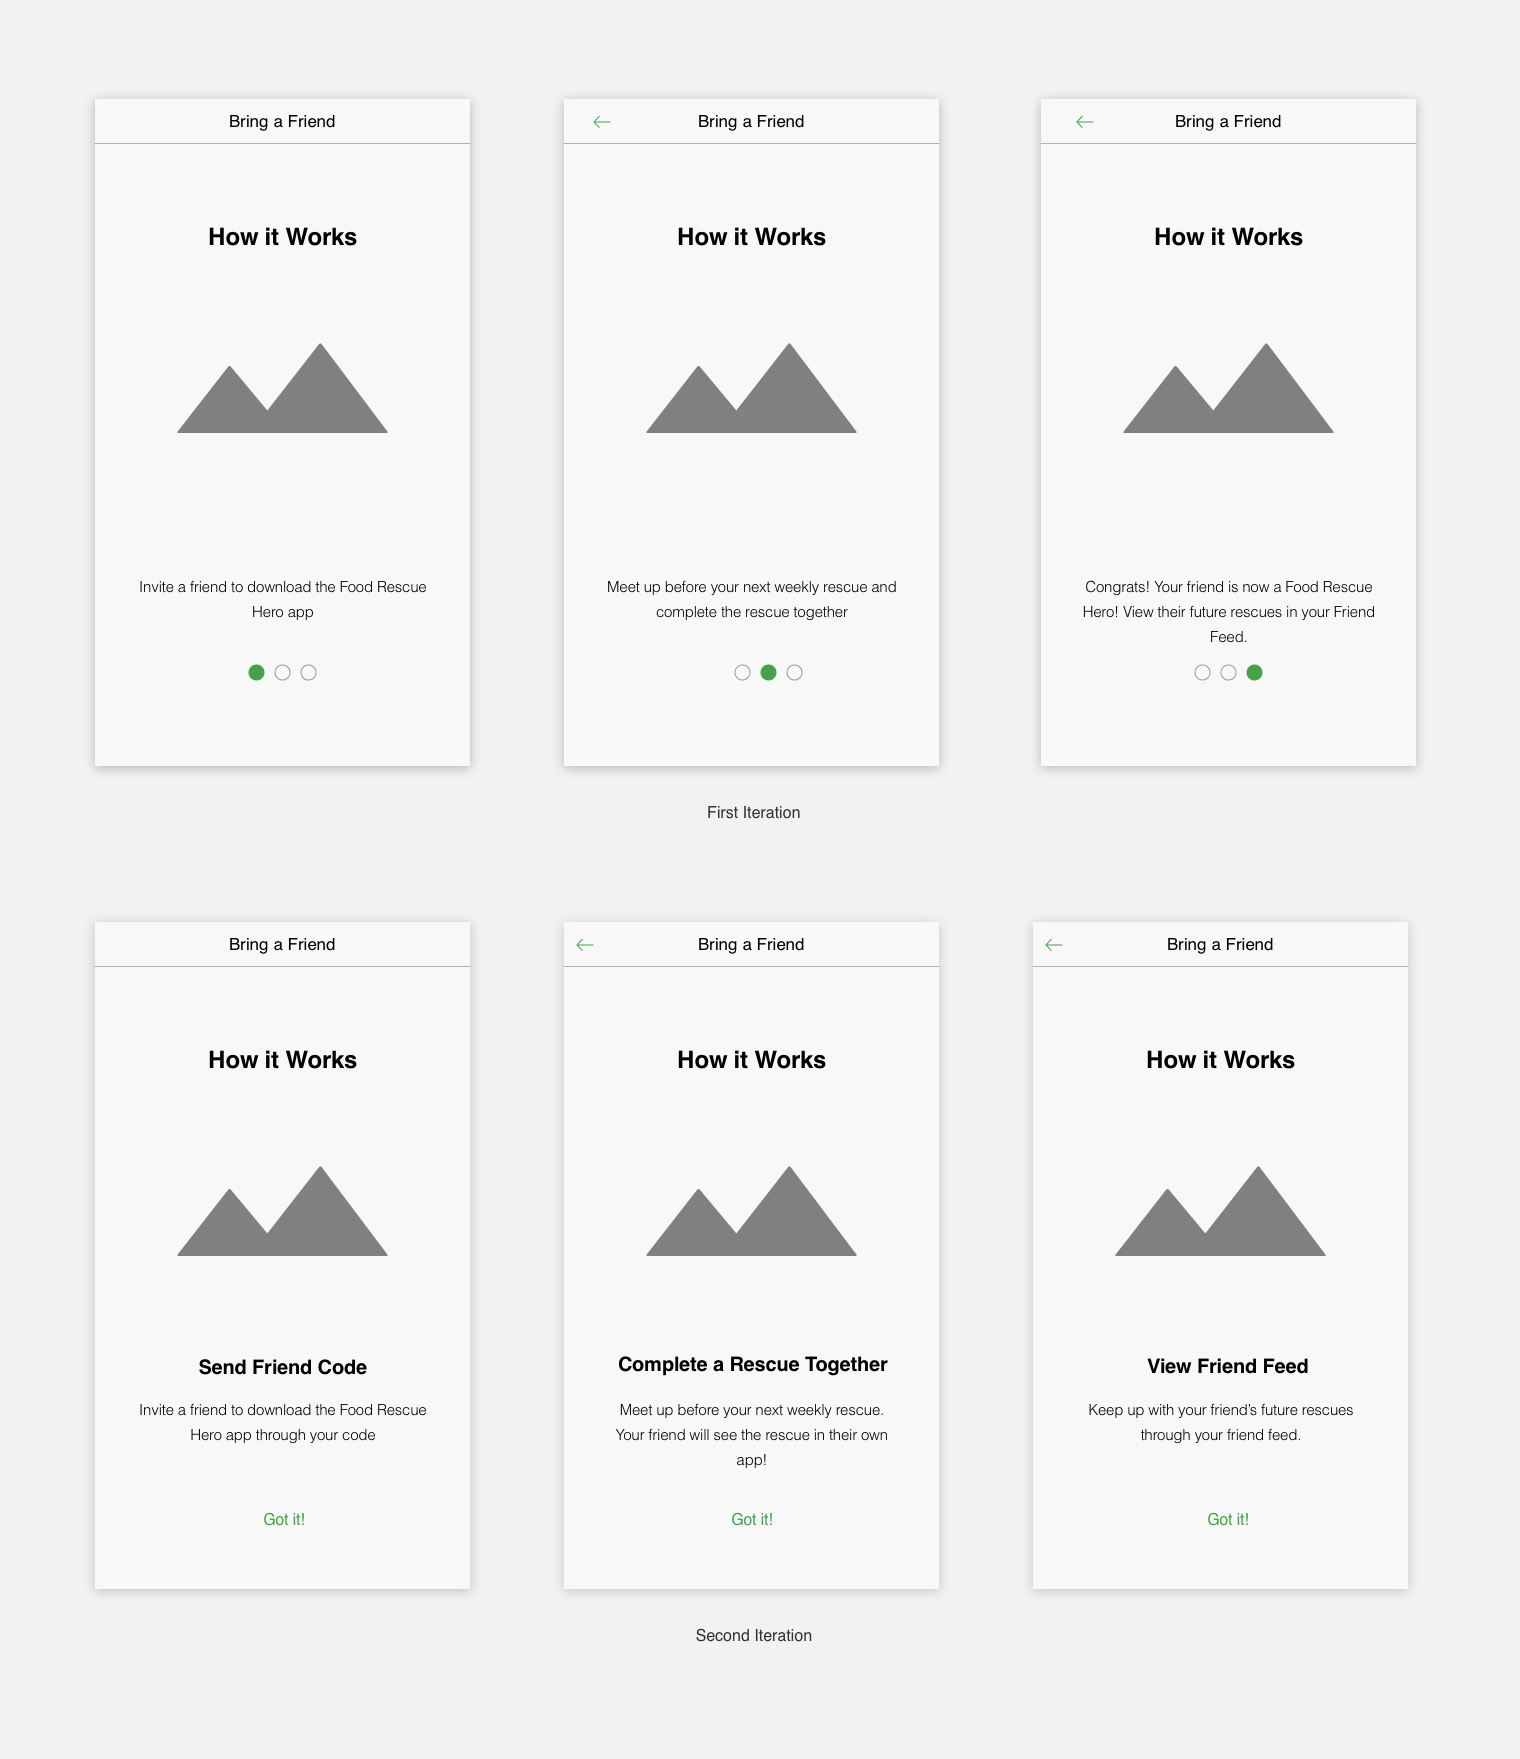 Bring a Friend
How it Works
Invite a friend to download the Food Rescue
Hero app
Bring a Friend
How it Works
Meet up before your next weekly rescue and
complete the rescue together
Bring a Friend
How it Works
Congrats! Your friend is now a Food Rescue
Hero! View their future rescues in your Friend
Feed.
First Iteration
Bring a Friend
How it Works
Send Friend Code
Invite a friend to download the Food Rescue
Hero app through your code
Got it!
Bring a Friend
How it Works
Complete a Rescue Together
Meet up before your next weekly rescue.
Your friend will see the rescue in their own
app!
Got it!
Bring a Friend
How it Works
View Friend Feed
Keep up with your friend’s future rescues
through your friend feed.
Got it!
Second Iteration